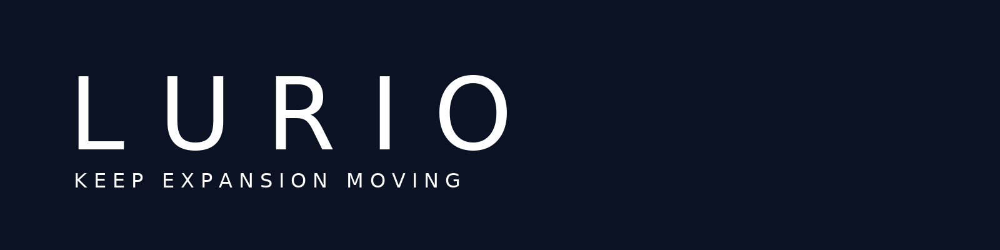 LURIO
KEEP EXPANSION MOVING